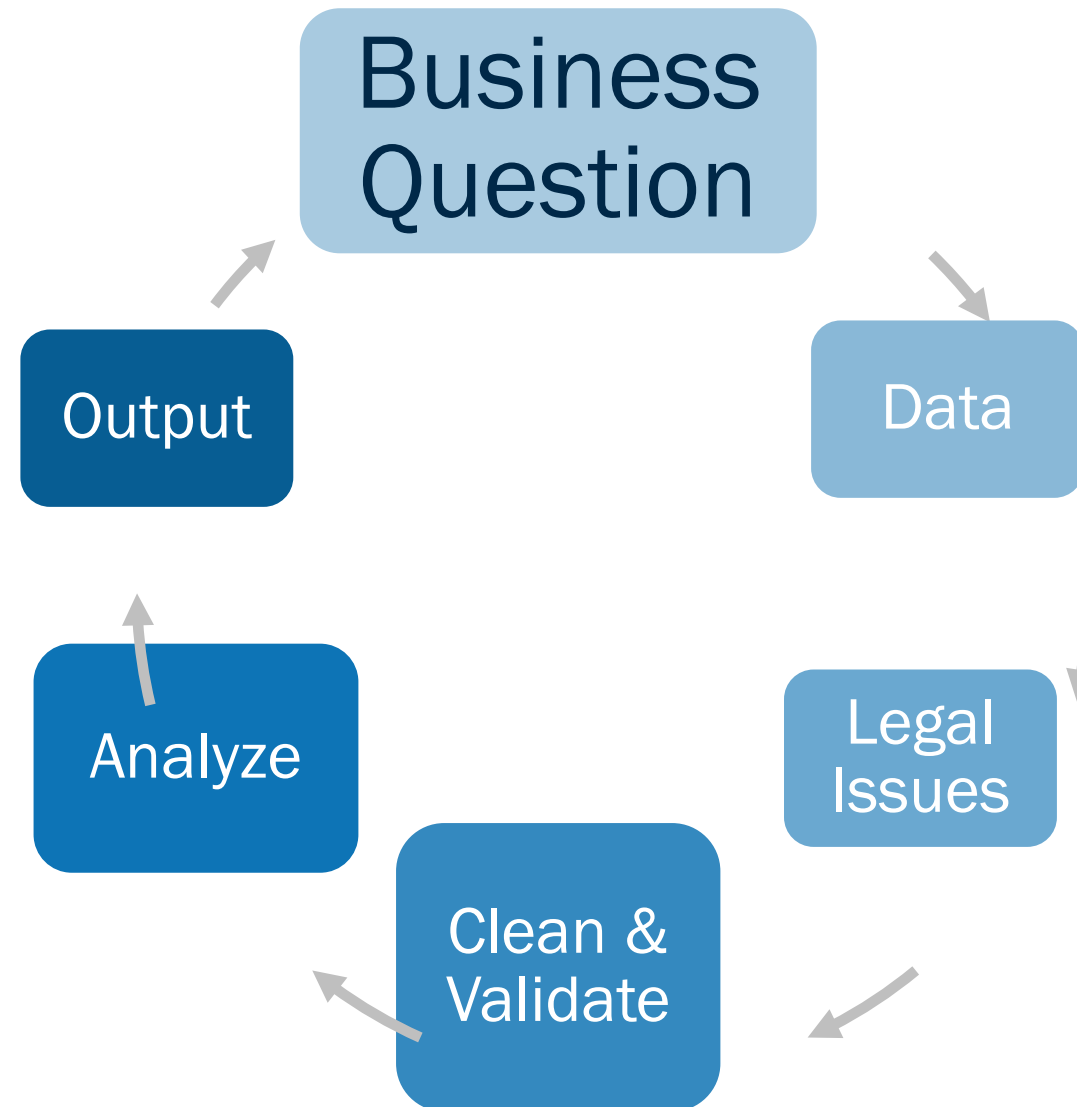 Business
Question
Data
Legal
Issues
Clean &
Validate
Analyze
Output